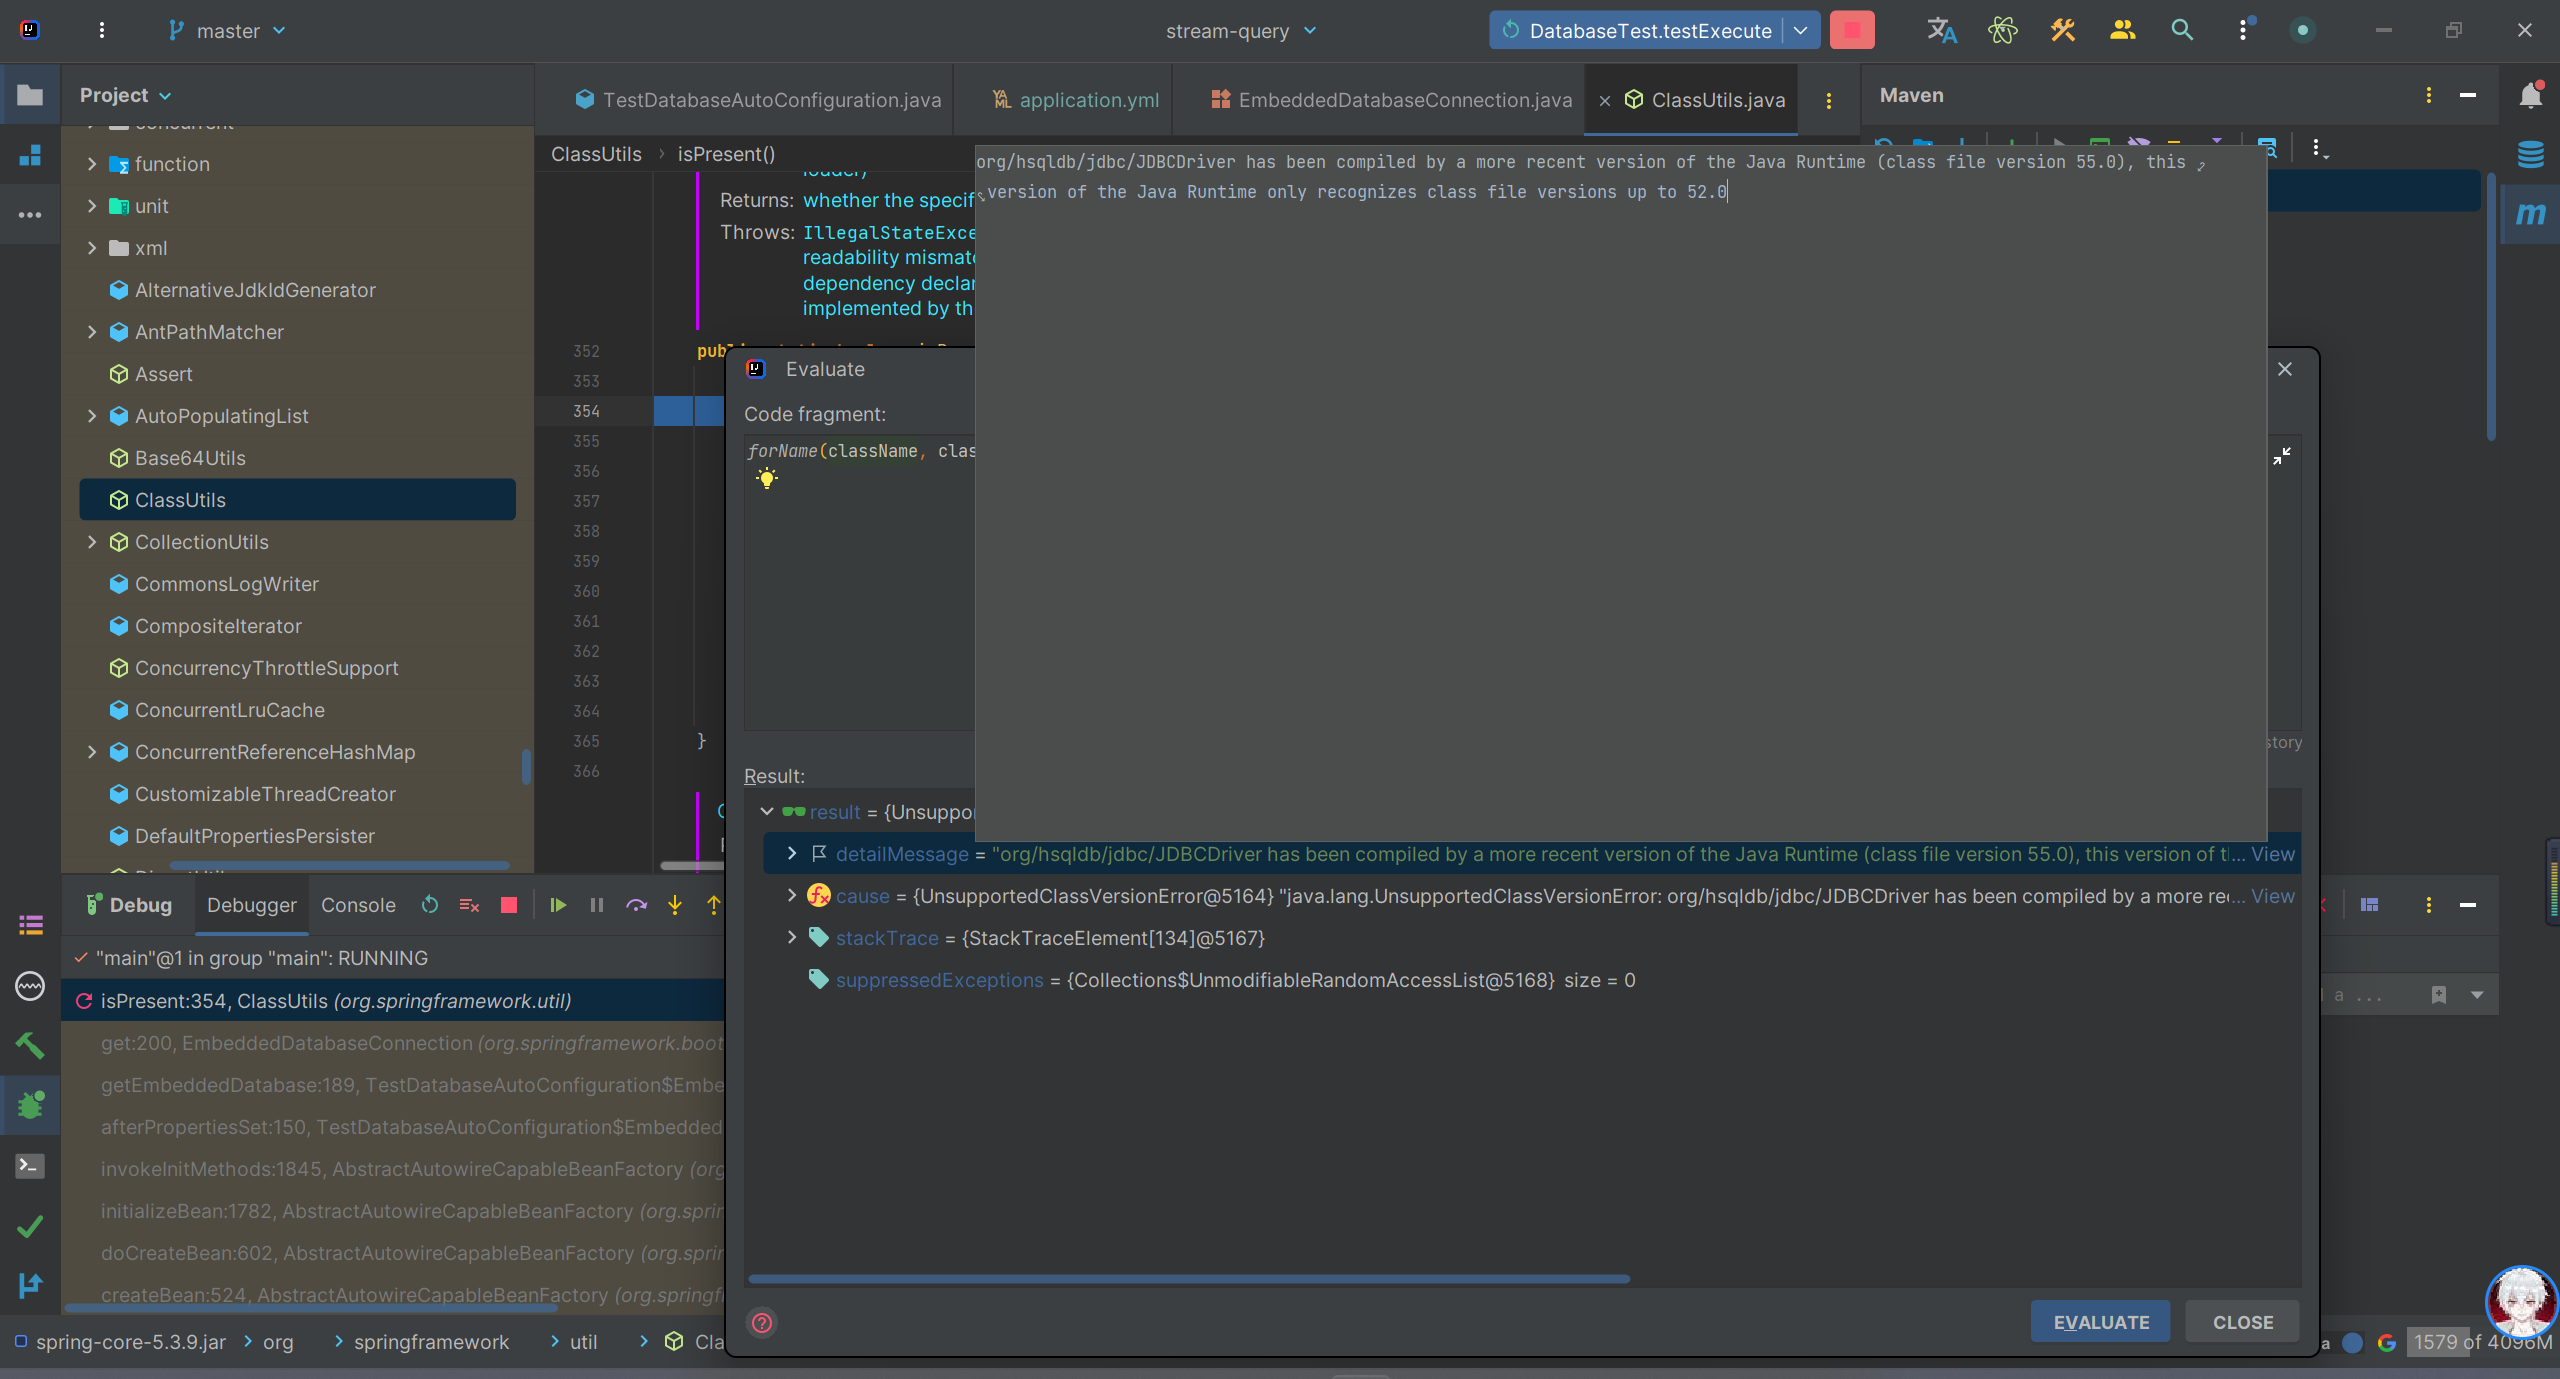 master
stream-query
DatabaseTest.testExecute
Project
TestDatabaseAutoConfiguration.java
application.yml
EmbeddedDatabaseConnection.java
ClassUtils.java
Maven
concurrent
function
unit
xml
AlternativeJdkIdGenerator
AntPathMatcher
Assert
AutoPopulatingList
Base64Utils
ClassUtils
CollectionUtils
CommonsLogWriter
CompositeIterator
ConcurrencyThrottleSupport
ConcurrentLruCache
ConcurrentReferenceHashMap
CustomizableThreadCreator
DefaultPropertiesPersister
ClassUtils > isPresent()
loader)
Returns: whether the specif
Throws: IllegalStateExce
readability misma
dependency declar
implemented by th
352
353
354
355
356
357
358
359
360
361
362
363
364
365 }
366
org/hsqldb/jdbc/JDBCDriver has been compiled by a more recent version of the Java Runtime (class file version 55.0), this
version of the Java Runtime only recognizes class file versions up to 52.0
Evaluate
Code fragment:
forName(className, clas
story
Result:
result = {Unsuppo
detailMessage = "org/hsqldb/jdbc/JDBCDriver has been compiled by a more recent version of the Java Runtime (class file version 55.0), this version of t... View
cause = {UnsupportedClassVersionError@5164} "java.lang.UnsupportedClassVersionError: org/hsqldb/jdbc/JDBCDriver has been compiled by a more re... View
stackTrace = {StackTraceElement[134]@5167}
suppressedExceptions = {Collections$UnmodifiableRandomAccessList@5168} size = 0
EVALUATE
CLOSE
Debug
Debugger
Console
"main"@1 in group "main": RUNNING
isPresent:354, ClassUtils (org.springframework.util)
get:200, EmbeddedDatabaseConnection (org.springframework.boot
getEmbeddedDatabase:189, TestDatabaseAutoConfiguration$Embe
afterPropertiesSet:150, TestDatabaseAutoConfiguration$Embedded
invokeInitMethods:1845, AbstractAutowireCapableBeanFactory (org
initializeBean:1782, AbstractAutowireCapableBeanFactory (org.sprin
doCreateBean:602, AbstractAutowireCapableBeanFactory (org.sprin
createBean:524, AbstractAutowireCapableBeanFactory (org.springf
a ...
spring-core-5.3.9.jar > org > springframework > util > Cla
a
1579 of 4096M